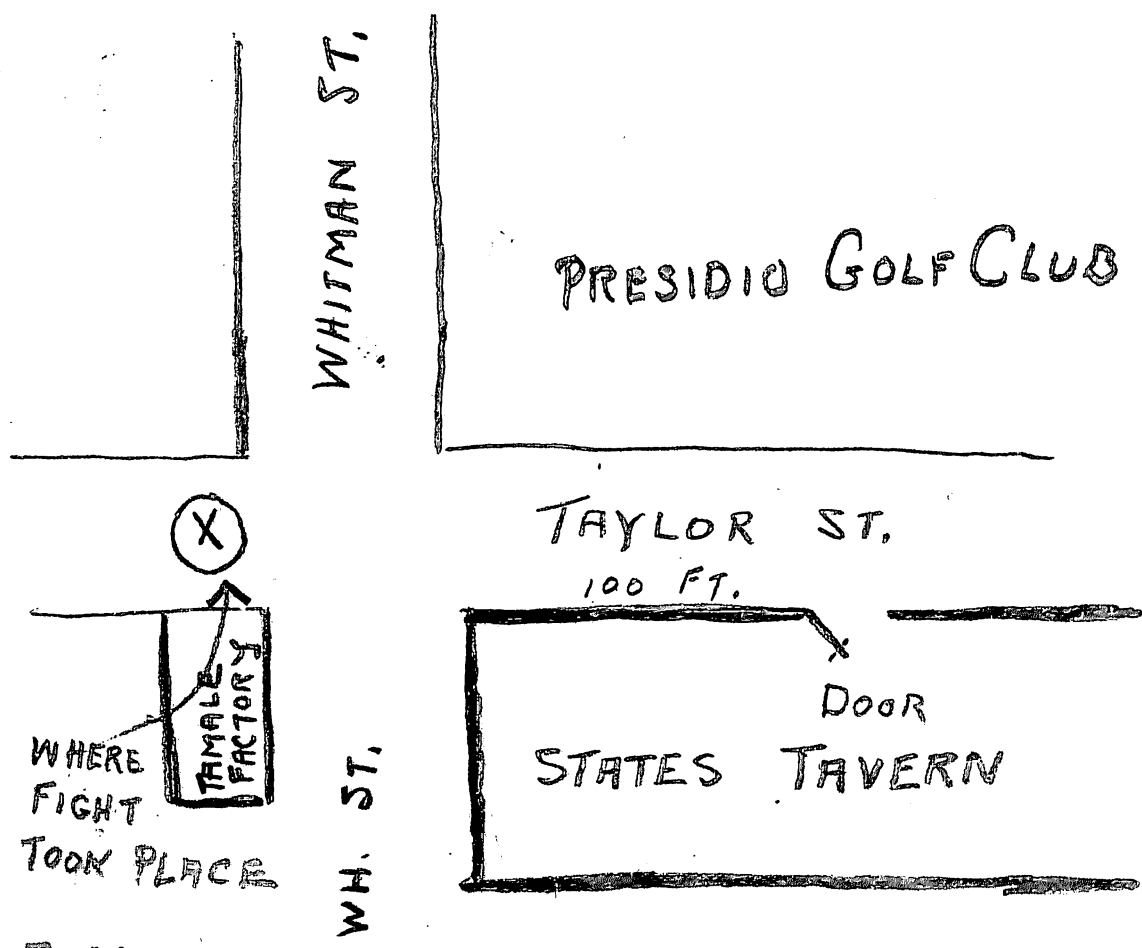 WHITMAN ST.
PRESIDIO GOLF CLUB
X
TAYLOR ST.
100 FT.
TAMALE
FACTORY
DOOR
STATES TAVERN
WHERE
FIGHT
TOOK PLACE
WH. ST.